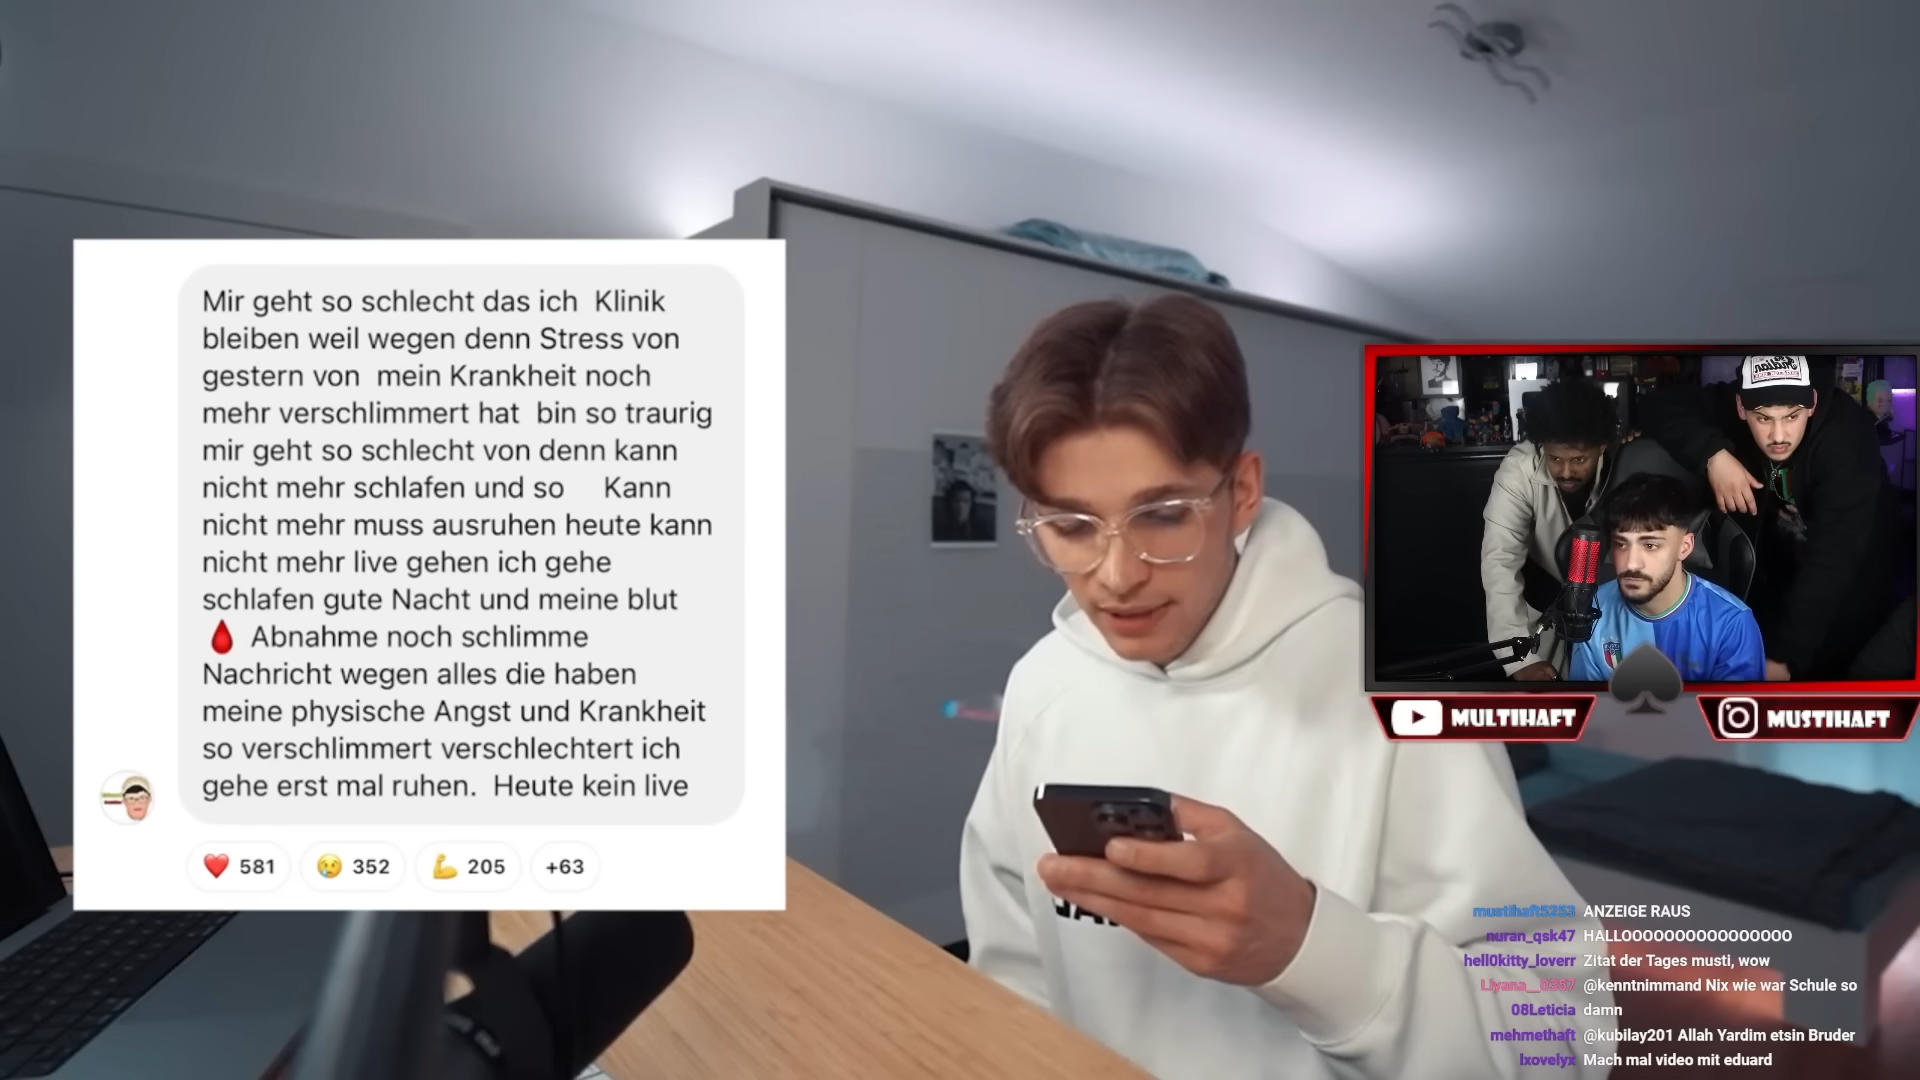 Mir geht so schlecht das ich  Klinik
bleiben weil wegen denn Stress von
gestern von  mein Krankheit noch
mehr verschlimmert hat  bin so traurig
mir geht so schlecht von denn kann
nicht mehr schlafen und so     Kann
nicht mehr muss ausruhen heute kann
nicht mehr live gehen ich gehe
schlafen gute Nacht und meine blut
🩸 Abnahme noch schlimme
Nachricht wegen alles die haben
meine physische Angst und Krankheit
so verschlimmert verschlechtert ich
gehe erst mal ruhen.  Heute kein live
❤️ 581 😢 352 💪 205 +63
MULTIHAFT
MUSTIHAFT
mustihaft5253 ANZEIGE RAUS
nuran_qsk47 HALLOOOOOOOOOOOOOOOO
hell0kitty_loverr Zitat der Tages musti, wow
@kenntnimmand Nix wie war Schule so
08Leticia damn
mehmethaft @kubilay201 Allah Yardim etsin Bruder
lxovelyx Mach mal video mit eduard